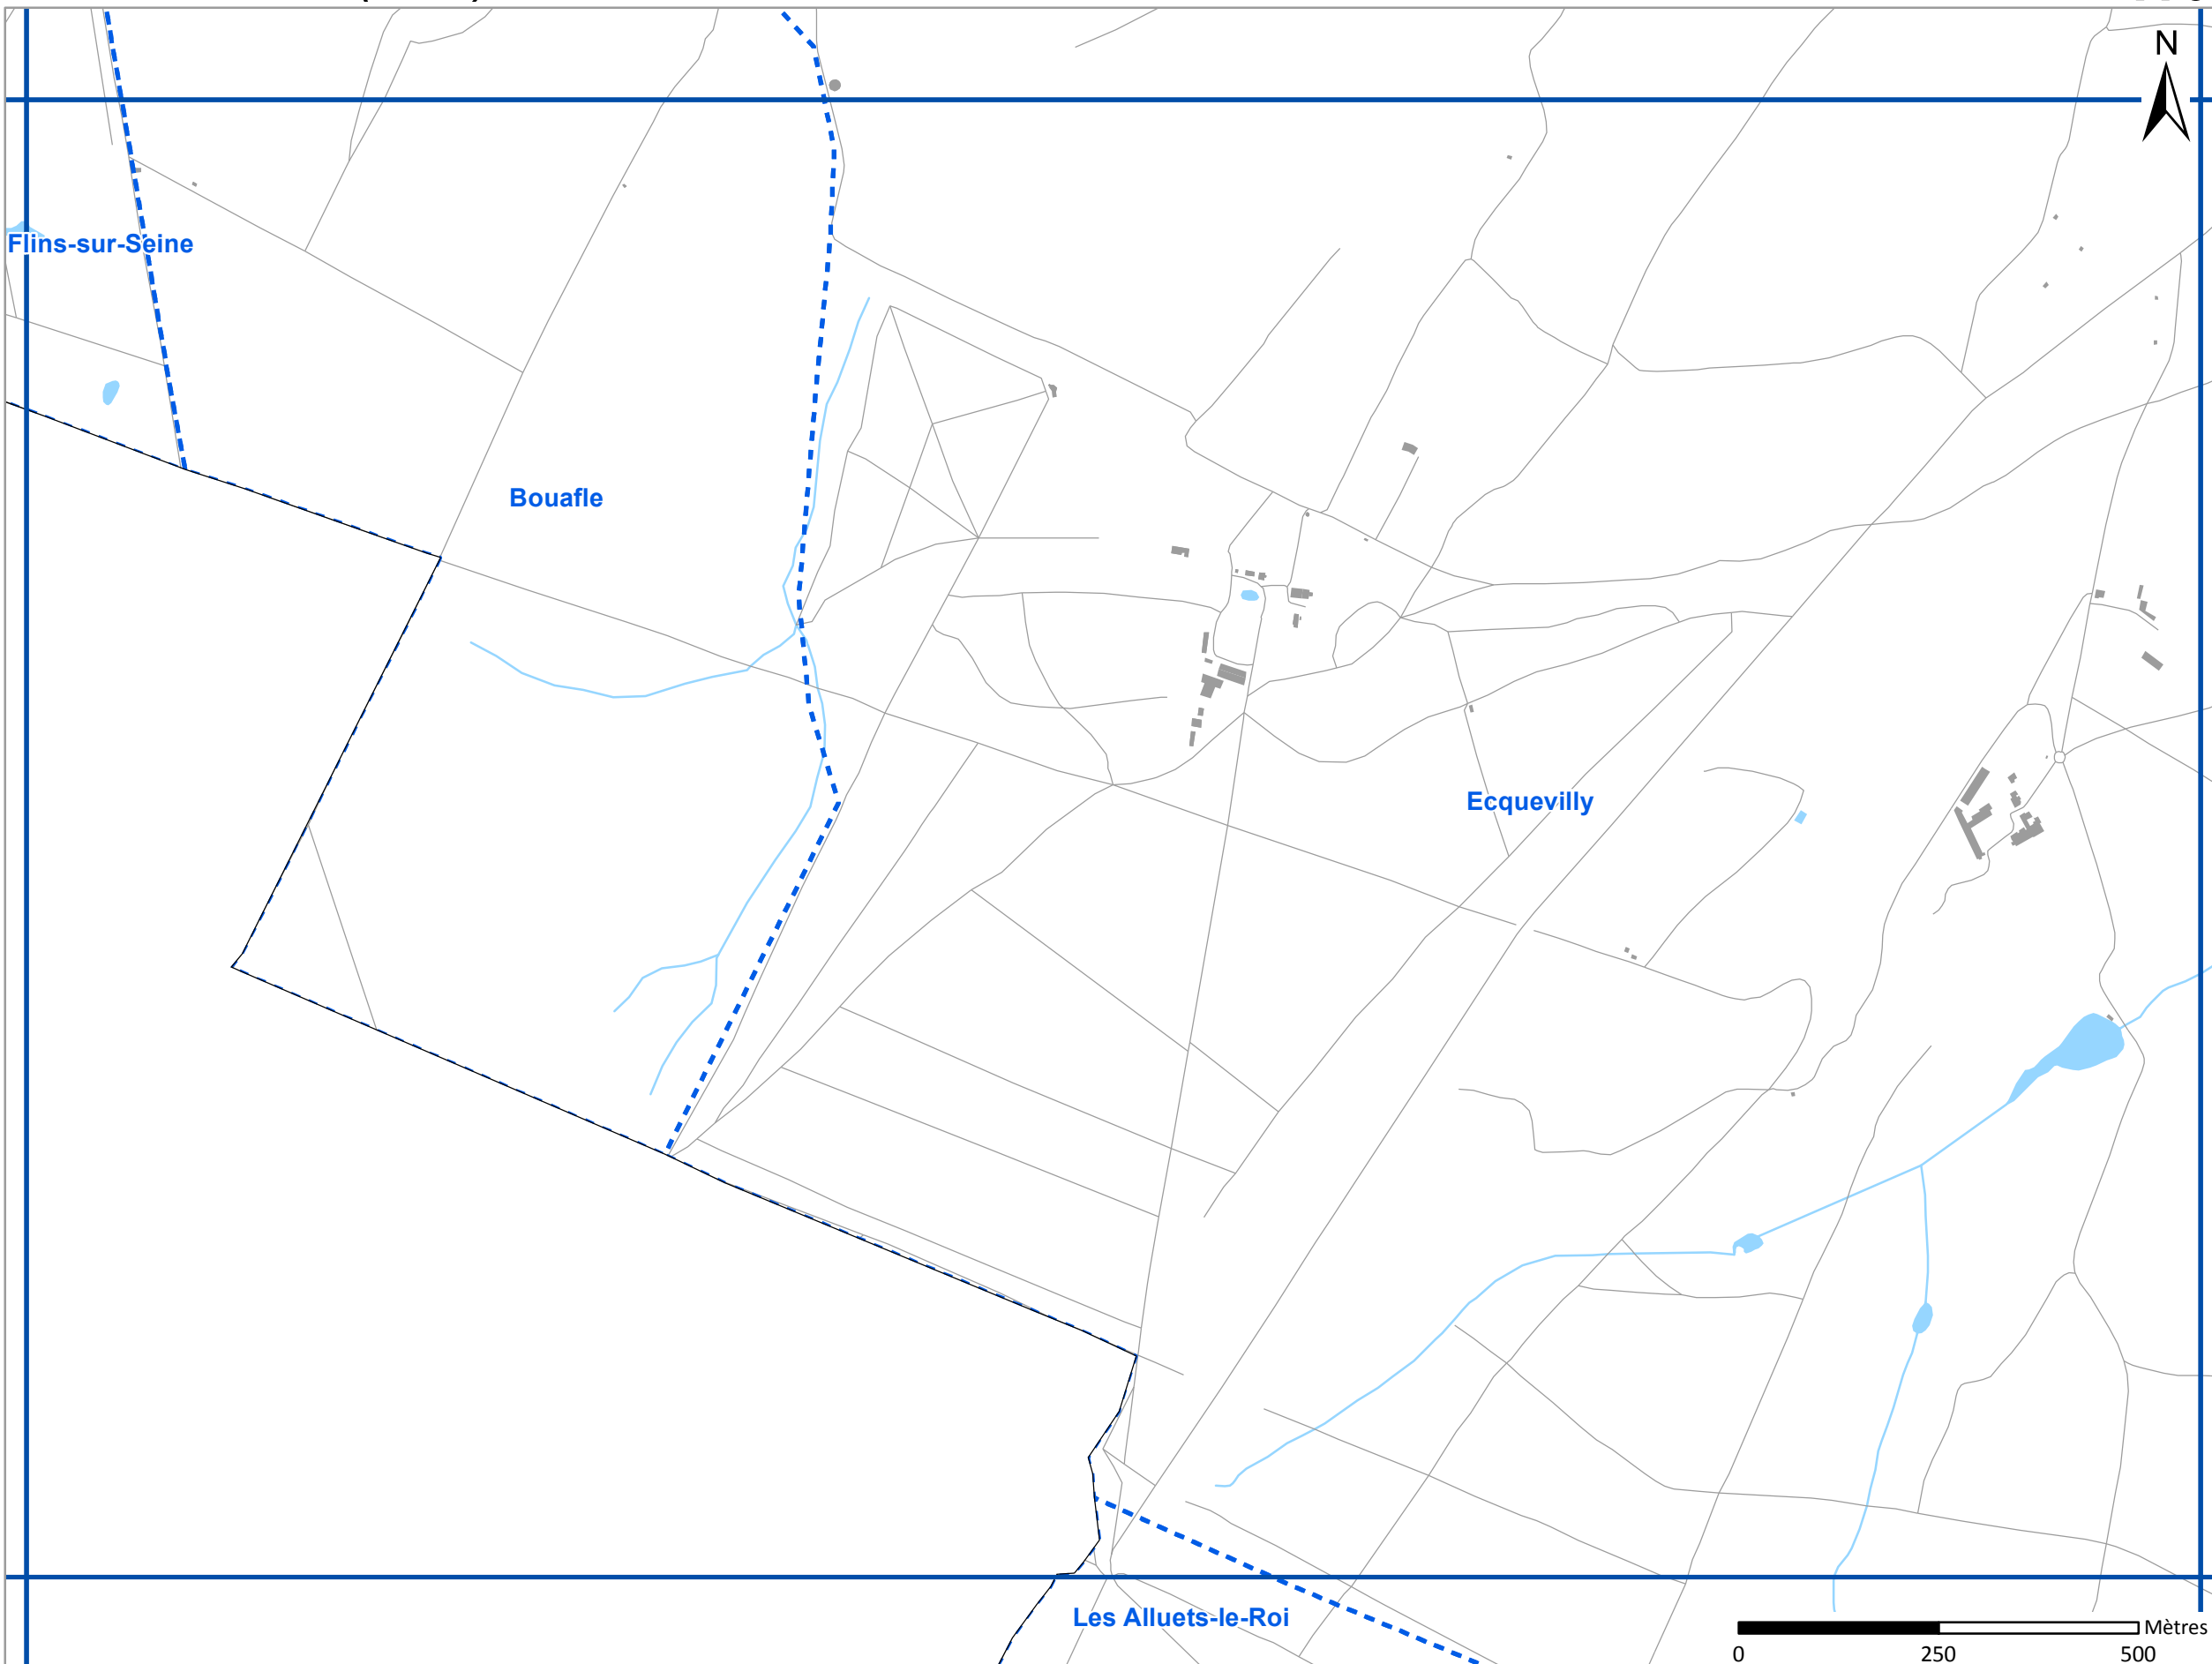 N
Flins-sur-Seine
Bouafle
Ecquevilly
Les Alluets-le-Roi
Mètres
0 250 500